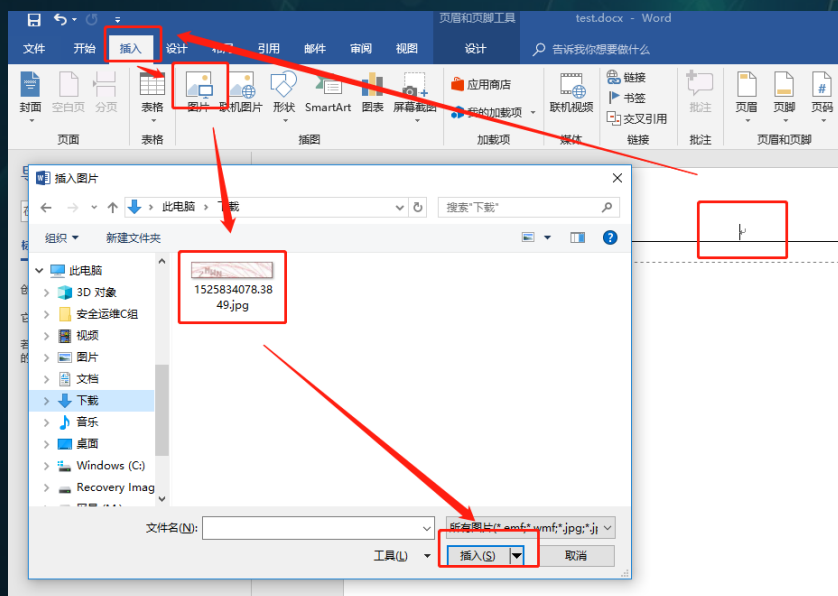 页眉和页脚工具
test.docx - Word
文件 开始 插入 设计 引用 邮件 审阅 视图 设计 告诉我你想要做什么
封面 空白页 分页 表格 图片 联机图片 形状 SmartArt 图表 屏幕截图
应用商店
我的加载项
联机视频
链接
书签
交叉引用
批注 页眉 页脚 页码
页面 表格 插图 加载项 媒体 链接 批注 页眉和页脚
插入图片
此电脑 下载
搜索"下载"
组织 新建文件夹
此电脑
3D 对象
安全运维C组
视频
图片
文档
下载
音乐
桌面
Windows (C:)
Recovery Imag
1525834078.38
49.jpg
文件名(N):
所有图片(*.emf;*.wmf;*.jpg;*.j
工具(L) 插入(S) 取消